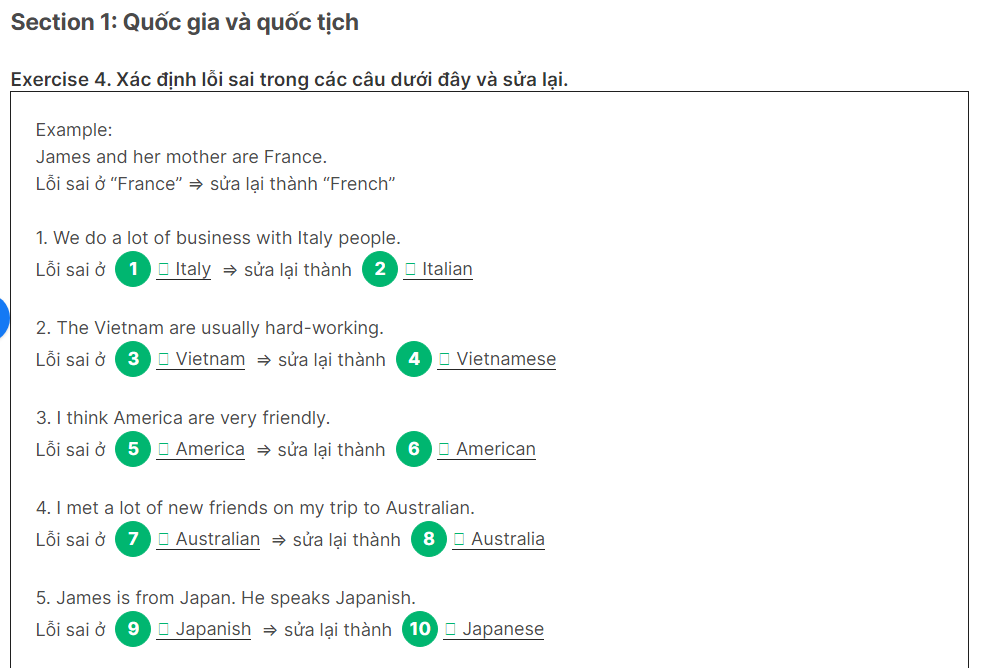 Section 1: Quốc gia và quốc tịch
Exercise 4. Xác định lỗi sai trong các câu dưới đây và sửa lại.
Example:
James and her mother are France.
Lỗi sai ở “France” ⇒ sửa lại thành “French”
1. We do a lot of business with Italy people.
Lỗi sai ở 1 Italy ⇒ sửa lại thành 2 Italian
2. The Vietnam are usually hard-working.
Lỗi sai ở 3 Vietnam ⇒ sửa lại thành 4 Vietnamese
3. I think America are very friendly.
Lỗi sai ở 5 America ⇒ sửa lại thành 6 American
4. I met a lot of new friends on my trip to Australian.
Lỗi sai ở 7 Australian ⇒ sửa lại thành 8 Australia
5. James is from Japan. He speaks Japanish.
Lỗi sai ở 9 Japanish ⇒ sửa lại thành 10 Japanese